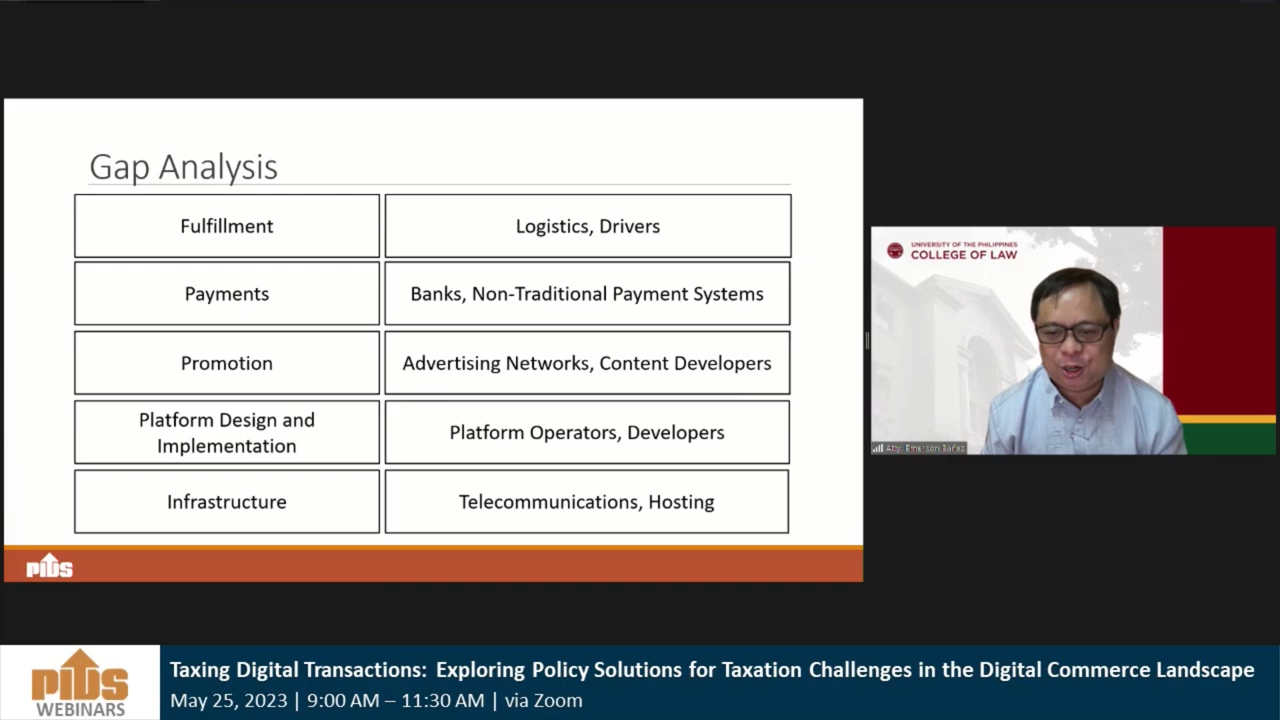 Gap Analysis
Fulfillment
Logistics, Drivers
Payments
Banks, Non-Traditional Payment Systems
Promotion
Advertising Networks, Content Developers
Platform Design and
Implementation
Platform Operators, Developers
Infrastructure
Telecommunications, Hosting
PIDS
UNIVERSITY OF THE PHILIPPINES
COLLEGE OF LAW
Atty. Emerson Bañez
PIDS
WEBINARS
Taxing Digital Transactions: Exploring Policy Solutions for Taxation Challenges in the Digital Commerce Landscape
May 25, 2023 | 9:00 AM – 11:30 AM | via Zoom